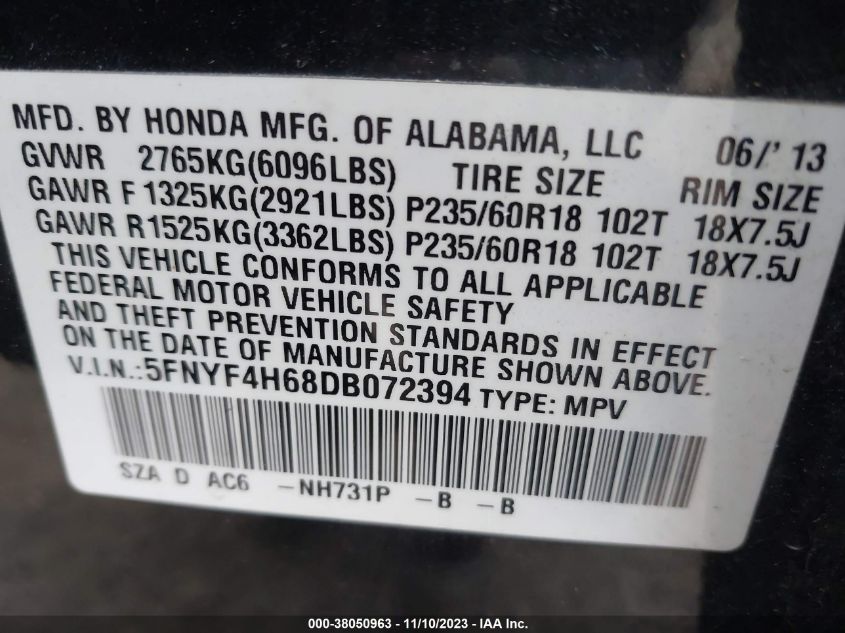 MFD. BY HONDA MFG. OF ALABAMA, LLC 06/' 13
GVWR 2765KG(6096LBS) TIRE SIZE RIM SIZE
GAWR F 1325KG(2921LBS) P235/60R18 102T 18X7.5J
GAWR R1525KG(3362LBS) P235/60R18 102T 18X7.5J
THIS VEHICLE CONFORMS TO ALL APPLICABLE
FEDERAL MOTOR VEHICLE SAFETY
AND THEFT PREVENTION STANDARDS IN EFFECT
ON THE DATE OF MANUFACTURE SHOWN ABOVE.
V.I.N.:5FNYF4H68DB072394 TYPE: MPV
SZA D AC6 -NH731P -B -B
000-38050963 - 11/10/2023 - IAAI, Inc.